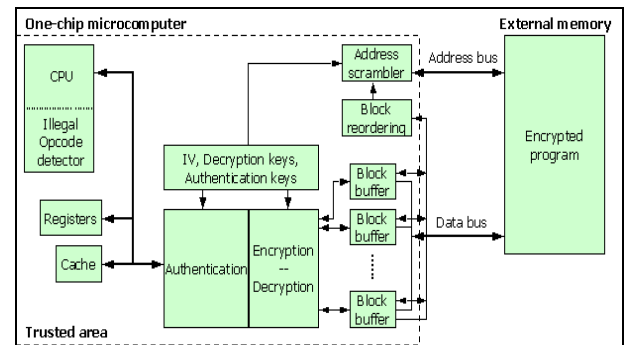 One-chip microcomputer
External memory
CPU
Illegal
Opcode
detector
Address
scrambler
Address bus
Block
reordering
Encrypted
program
IV, Decryption keys,
Authentication keys
Block
buffer
Registers
Block
buffer
Data bus
Cache
Authentication
Encryption
--
Decryption
Block
buffer
Trusted area